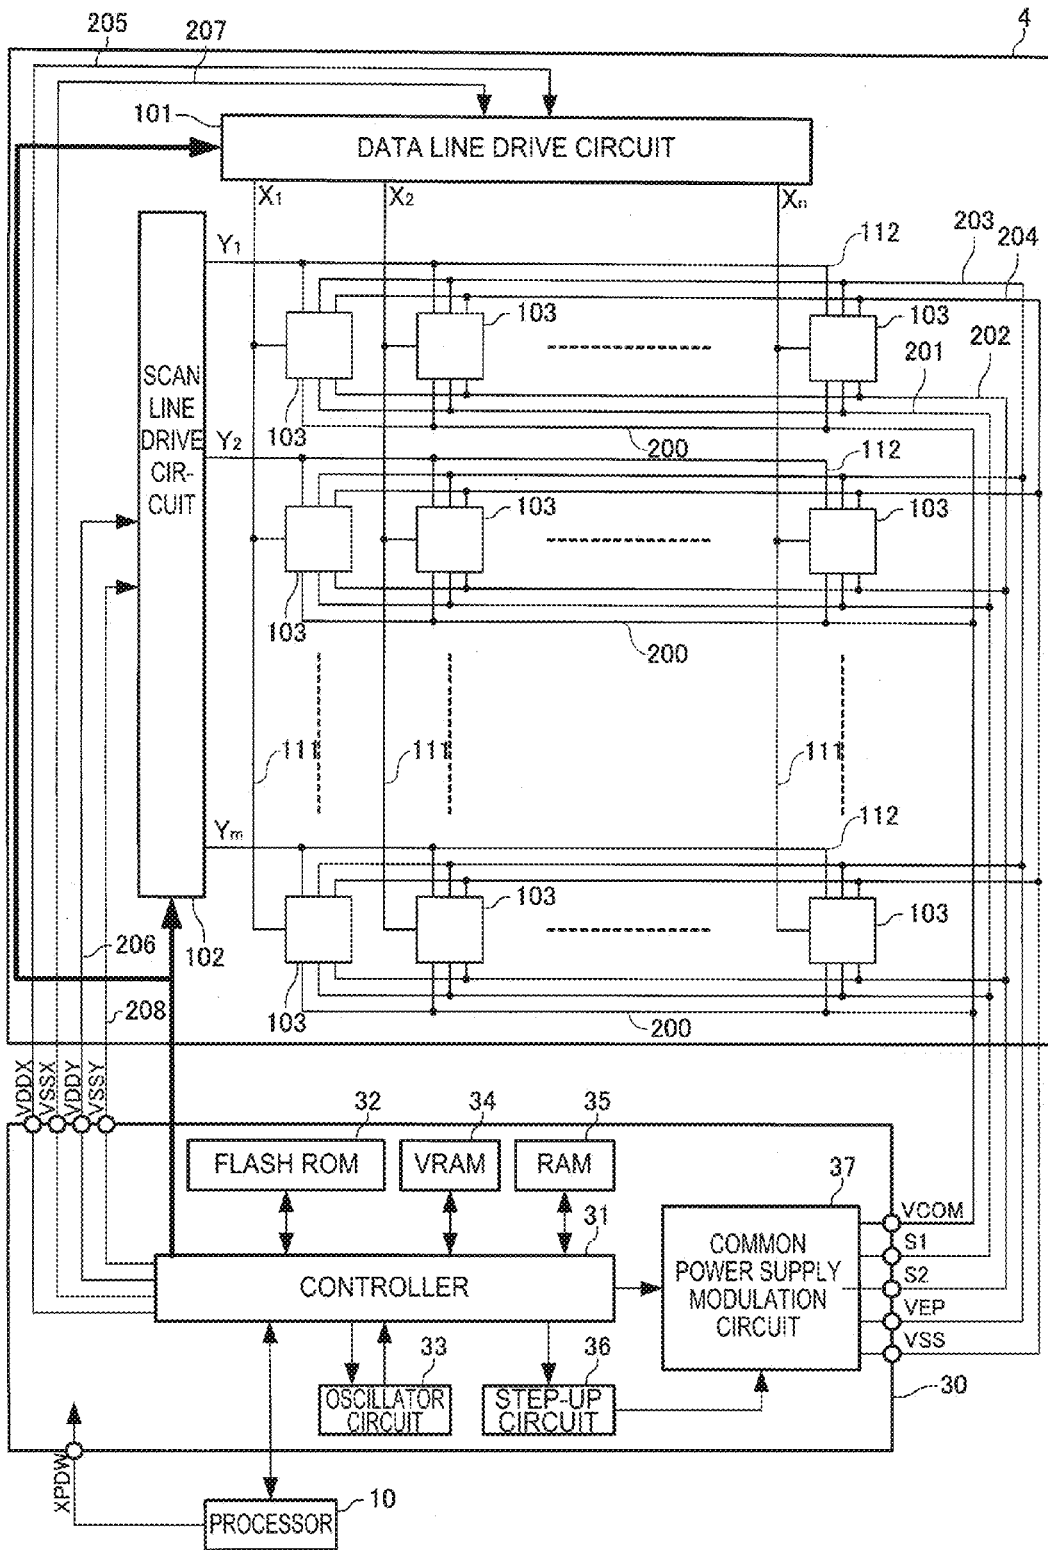 4
205
207
101
DATA LINE DRIVE CIRCUIT
X1
X2
Xn
203
204
Y1
112
103
103
202
201
SCAN
LINE
DRIVE
CIR-
CUIT
103
Y2
200
112
103
103
103
200
111
111
111
Ym
112
103
103
206
102
103
200
208
VDDX
VSSX
VDDY
VSSY
32
34
35
FLASH ROM
VRAM
RAM
37
31
VCOM
COMMON
POWER SUPPLY
MODULATION
CIRCUIT
S1
CONTROLLER
S2
VEP
VSS
33
36
30
OSCILLATOR
CIRCUIT
STEP-UP
CIRCUIT
XPDW
10
PROCESSOR